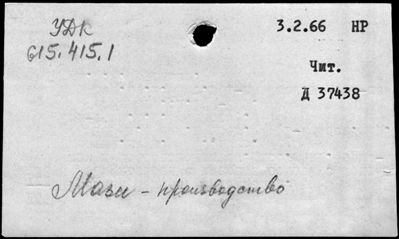 УДК
615.415.1
3.2.66 НР
Чит.
Д 37438
Мази - производство